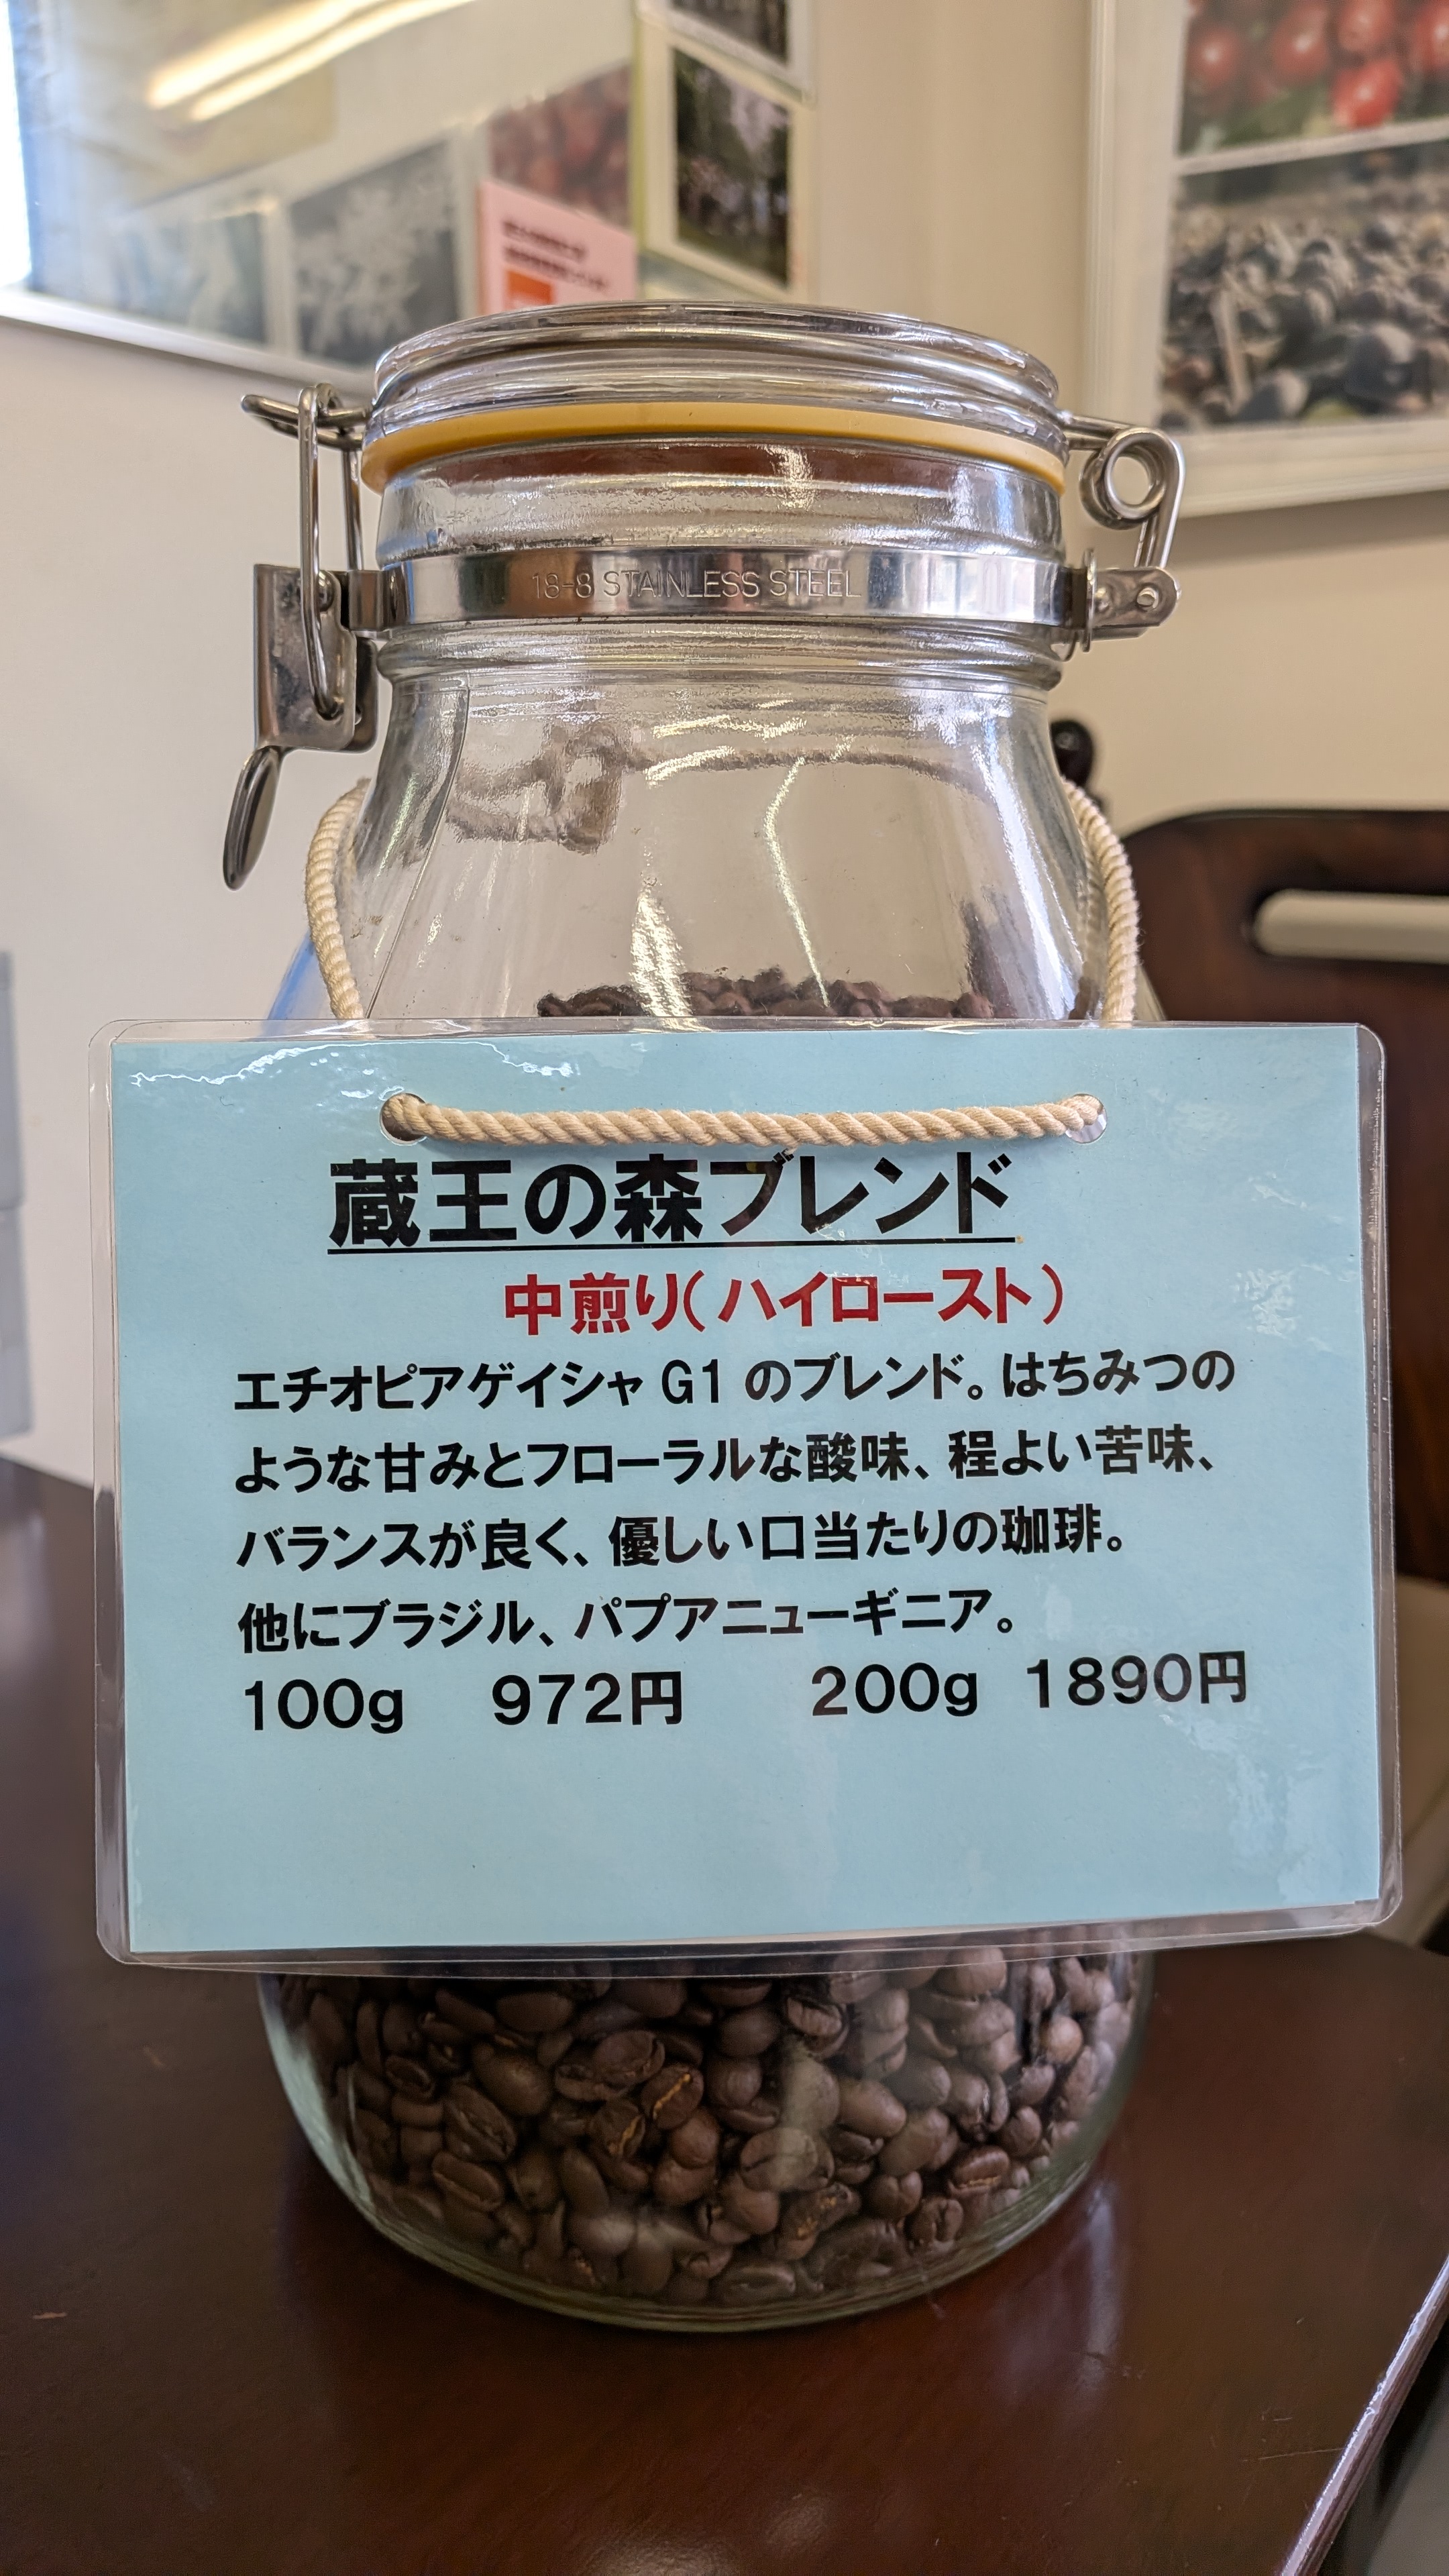 18-8 STAINLESS STEEL
蔵王の森ブレンド
中煎り(ハイロースト)
エチオピアゲイシャ G1 のブレンド。はちみつの
ような甘みとフローラルな酸味、程よい苦味、
バランスが良く、優しい口当たりの珈琲。
他にブラジル、パプアニューギニア。
100g 972円 200g 1890円